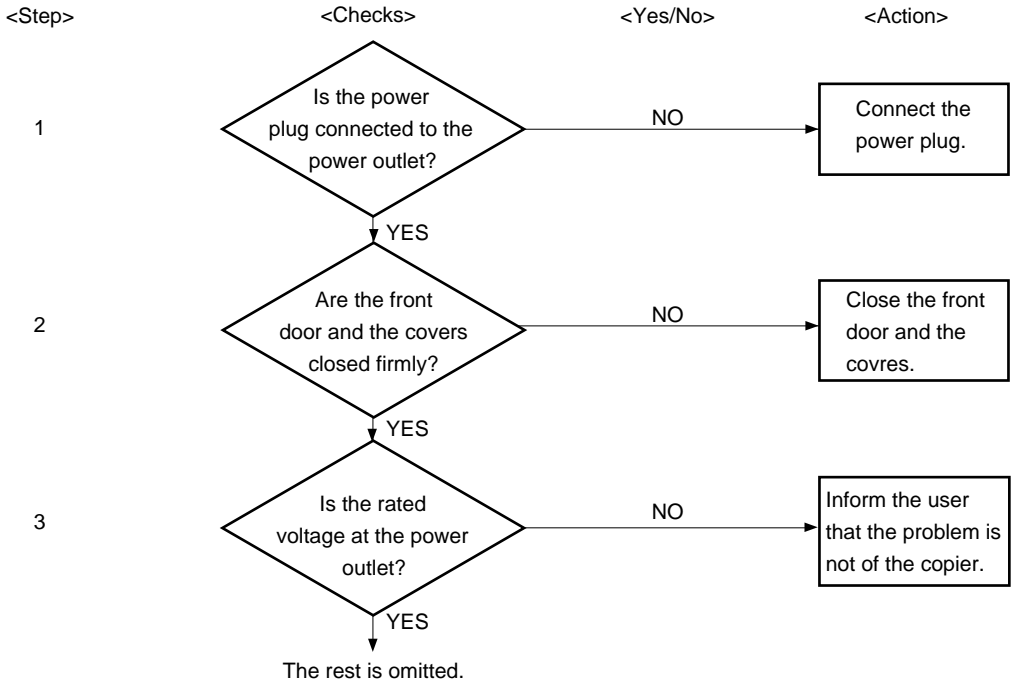 <Step>
<Checks>
<Yes/No>
<Action>
1
Is the power
plug connected to the
power outlet?
NO
Connect the
power plug.
YES
2
Are the front
door and the covers
closed firmly?
NO
Close the front
door and the
covres.
YES
3
Is the rated
voltage at the power
outlet?
NO
Inform the user
that the problem is
not of the copier.
YES
The rest is omitted.